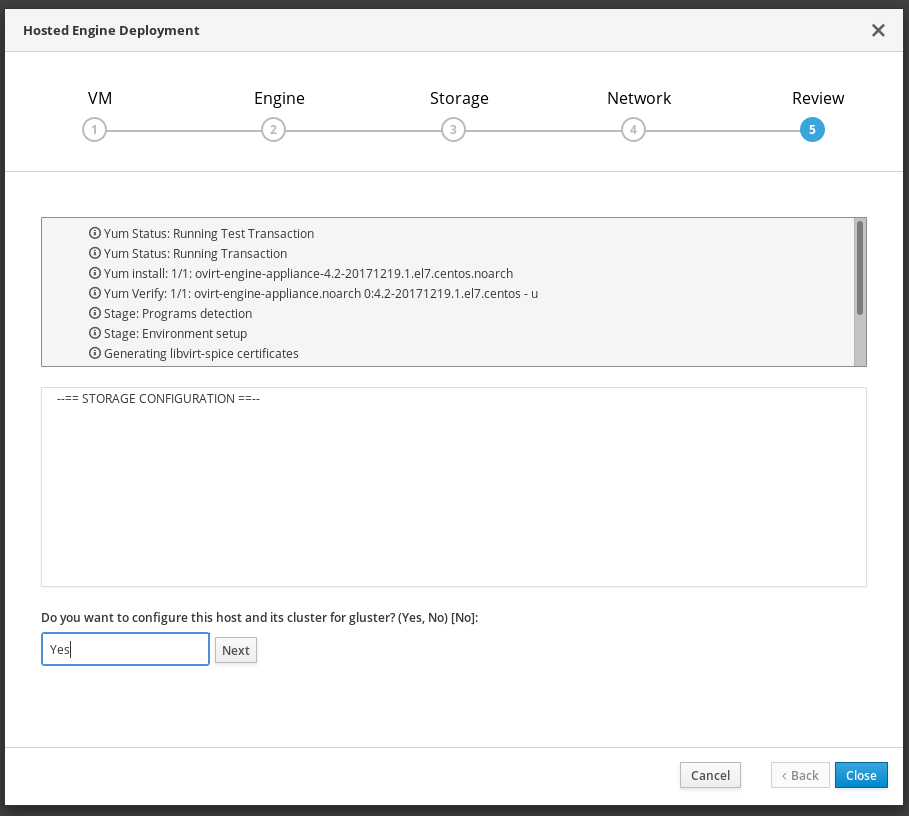 Hosted Engine Deployment
VM
Engine
Storage
Network
Review
1
2
3
4
5
Yum Status: Running Test Transaction
Yum Status: Running Transaction
Yum install: 1/1: ovirt-engine-appliance-4.2-20171219.1.el7.centos.noarch
Yum Verify: 1/1: ovirt-engine-appliance.noarch 0:4.2-20171219.1.el7.centos - u
Stage: Programs detection
Stage: Environment setup
Generating libvirt-spice certificates
--== STORAGE CONFIGURATION ==--
Do you want to configure this host and its cluster for gluster? (Yes, No) [No]:
Yes
Next
Cancel
‹ Back
Close